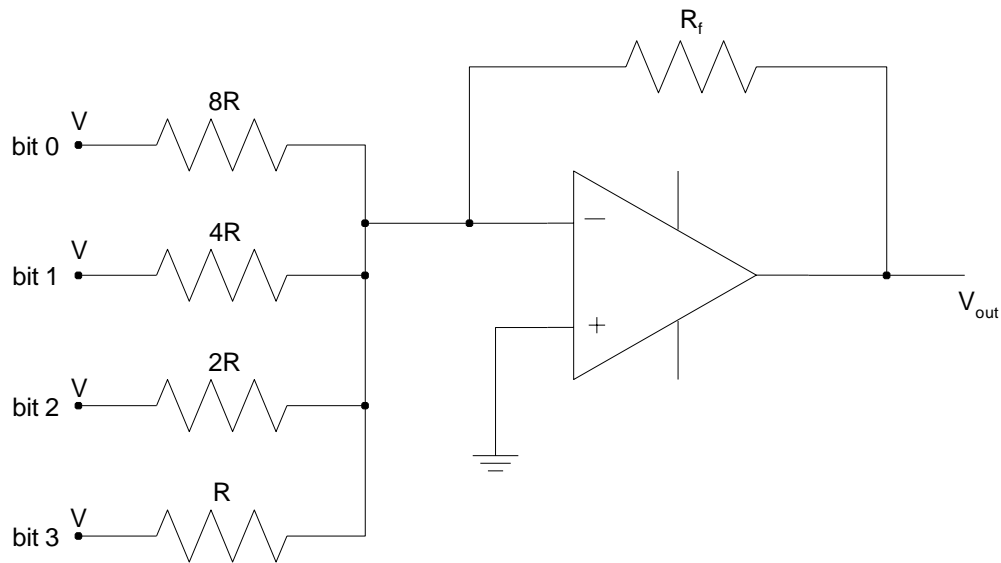 R_f
8R
V
bit 0
4R
V
bit 1
−
+
V_out
2R
V
bit 2
R
V
bit 3